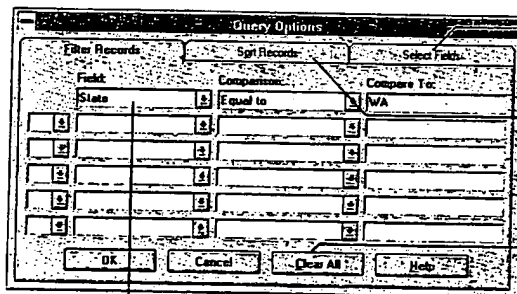 Query Options
Filter Records Sort Records Select Fields
Field: Comparison: Compare To:
State Equal to WA
OK Cancel Clear All Help